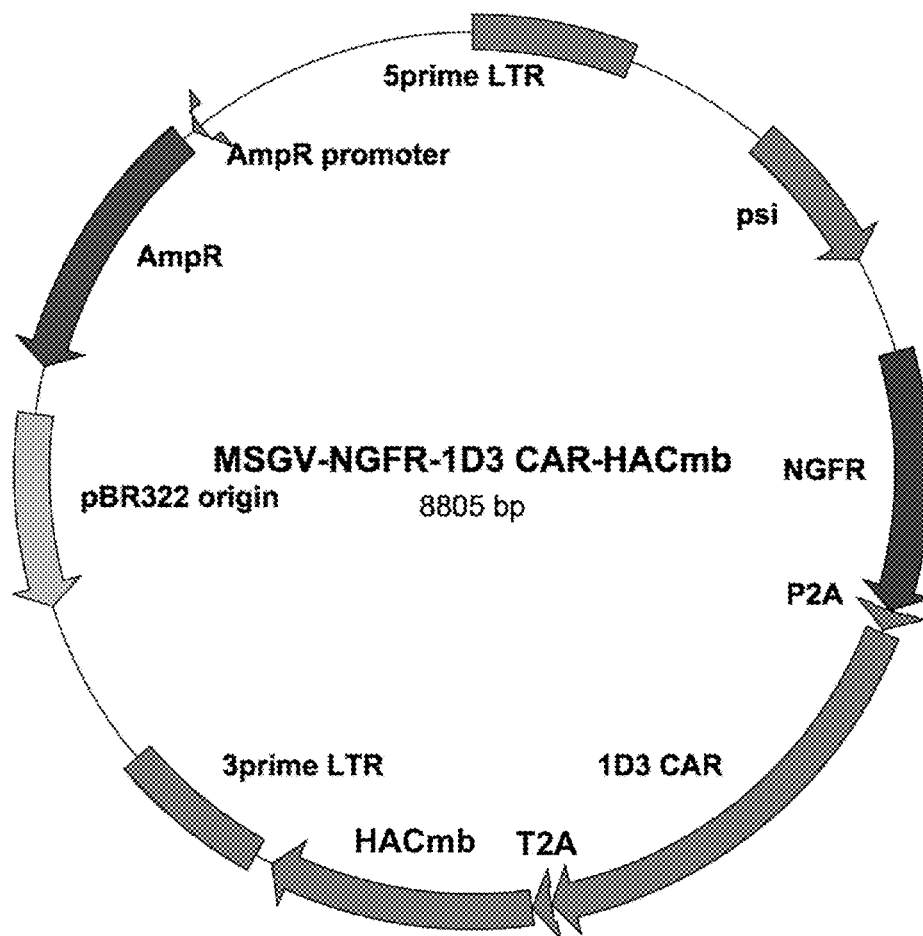 5prime LTR
AmpR promoter
psi
AmpR
MSGV-NGFR-1D3 CAR-HACmb
8805 bp
NGFR
pBR322 origin
P2A
3prime LTR
1D3 CAR
HACmb
T2A